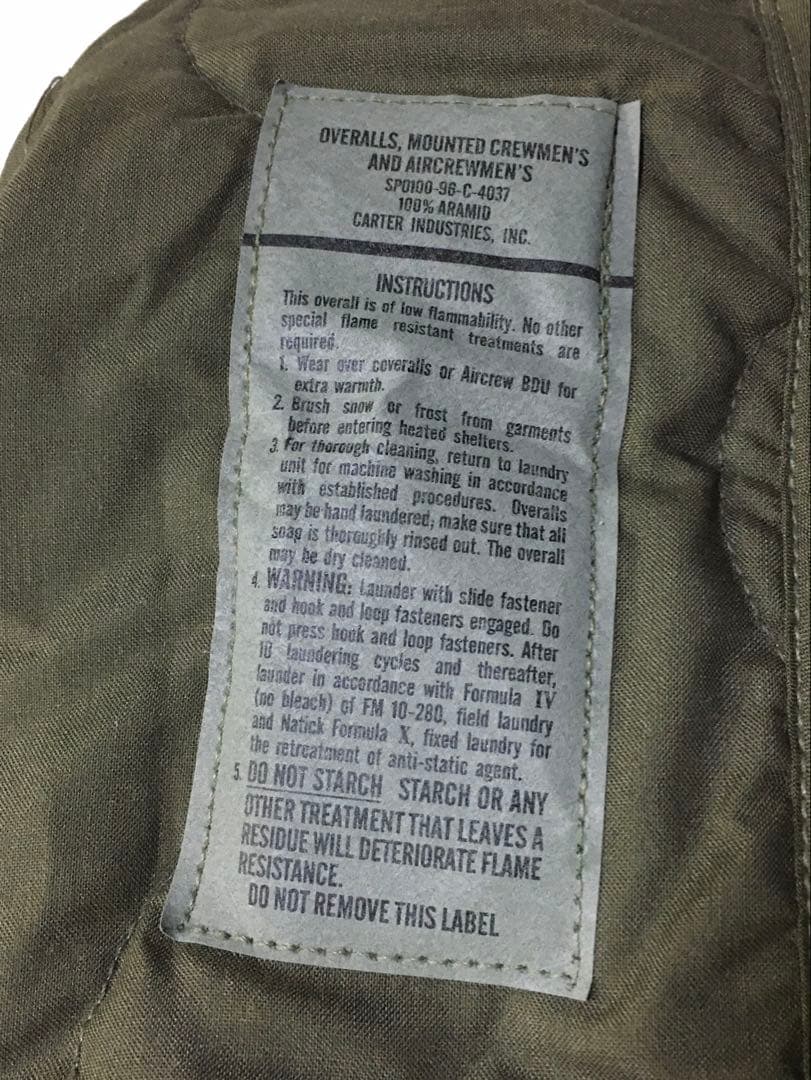 OVERALLS, MOUNTED CREWMEN'S
AND AIRCREWMEN'S
SP0100-96-C-4037
100% ARAMID
CARTER INDUSTRIES, INC.
INSTRUCTIONS
This overall is of low flammability. No other
special flame resistant treatments are
required.
1. Wear over coveralls or Aircrew BDU for
extra warmth.
2. Brush snow or frost from garments
before entering heated shelters.
3. For thorough cleaning, return to laundry
unit for machine washing in accordance
with established procedures. Overalls
may be hand laundered; make sure that all
soap is thoroughly rinsed out. The overall
may be dry cleaned.
4. WARNING: Launder with slide fastener
and hook and loop fasteners engaged. Do
not press hook and loop fasteners. After
10 laundering cycles and thereafter,
launder in accordance with Formula IV
(no bleach) of FM 10-280, field laundry
and Natick Formula X, fixed laundry for
the retreatment of anti-static agent.
5. DO NOT STARCH STARCH OR ANY
OTHER TREATMENT THAT LEAVES A
RESIDUE WILL DETERIORATE FLAME
RESISTANCE.
DO NOT REMOVE THIS LABEL